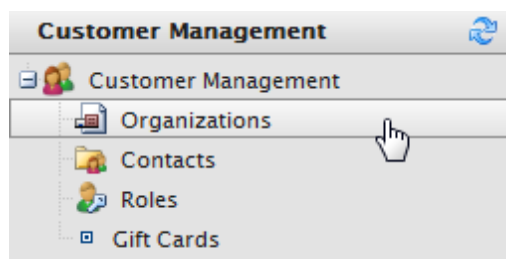 Customer Management
Customer Management
Organizations
Contacts
Roles
Gift Cards